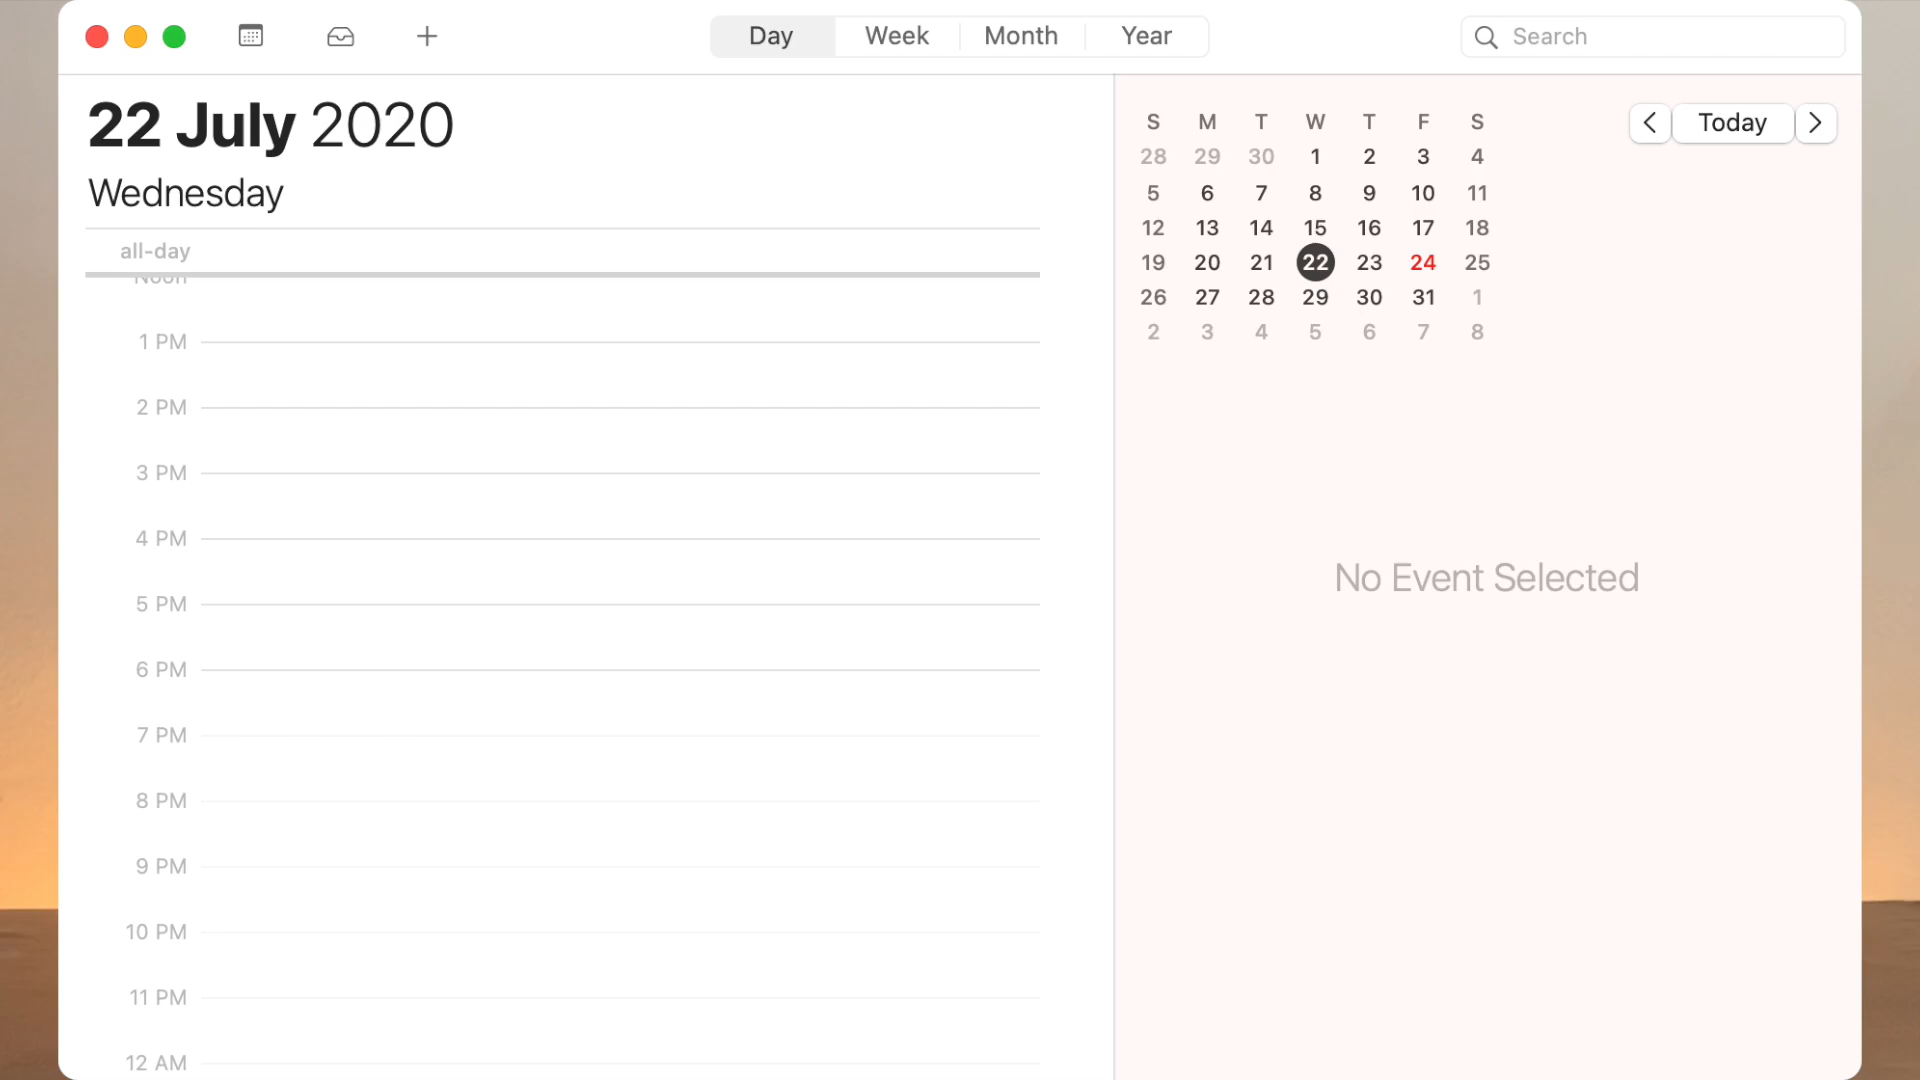 Day Week Month Year
Search
22 July 2020
Wednesday
all-day
Noon
1 PM
2 PM
3 PM
4 PM
5 PM
6 PM
7 PM
8 PM
9 PM
10 PM
11 PM
12 AM
S M T W T F S
28 29 30 1 2 3 4
5 6 7 8 9 10 11
12 13 14 15 16 17 18
19 20 21 22 23 24 25
26 27 28 29 30 31 1
2 3 4 5 6 7 8
Today
No Event Selected